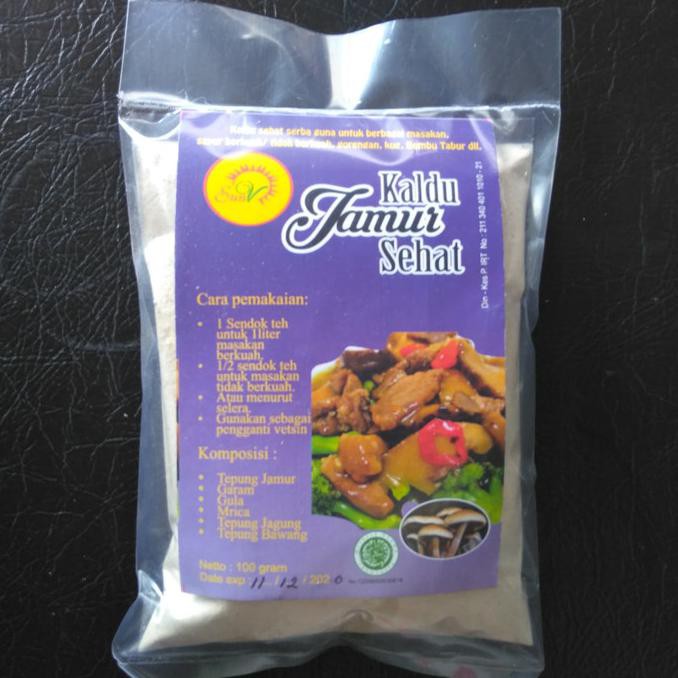 Kaldu sehat serba guna untuk berbagai masakan,
sayur berkuah/ tidak berkuah, gorengan, kue, Bumbu Tabur dll.
Kaldu
Jamur
Sehat
Din - Kes P. IRT No : 211 340 401 1010 - 21
Cara pemakaian:
• 1 Sendok teh
untuk 1liter
masakan
berkuah.
• 1/2 sendok teh
untuk masakan
tidak berkuah.
• Atau menurut
selera.
• Gunakan sebagai
pengganti vetsin
Komposisi :
• Tepung Jamur
• Garam
• Gula
• Mrica
• Tepung Jagung
• Tepung Bawang
Netto : 100 gram
Date exp : 11 / 12 / 2020